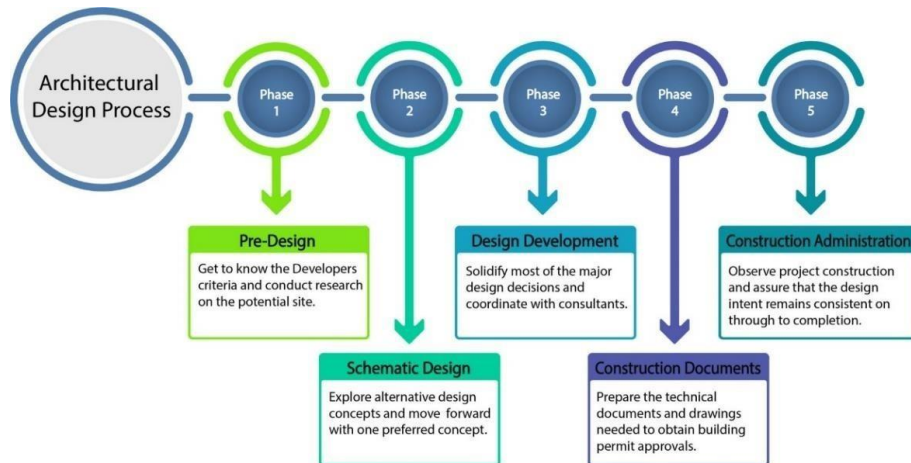 Architectural
Design Process
Phase
1
Phase
2
Phase
3
Phase
4
Phase
5
Pre-Design
Get to know the Developers
criteria and conduct research
on the potential site.
Schematic Design
Explore alternative design
concepts and move forward
with one preferred concept.
Design Development
Solidify most of the major
design decisions and
coordinate with consultants.
Construction Documents
Prepare the technical
documents and drawings
needed to obtain building
permit approvals.
Construction Administration
Observe project construction
and assure that the design
intent remains consistent on
through to completion.